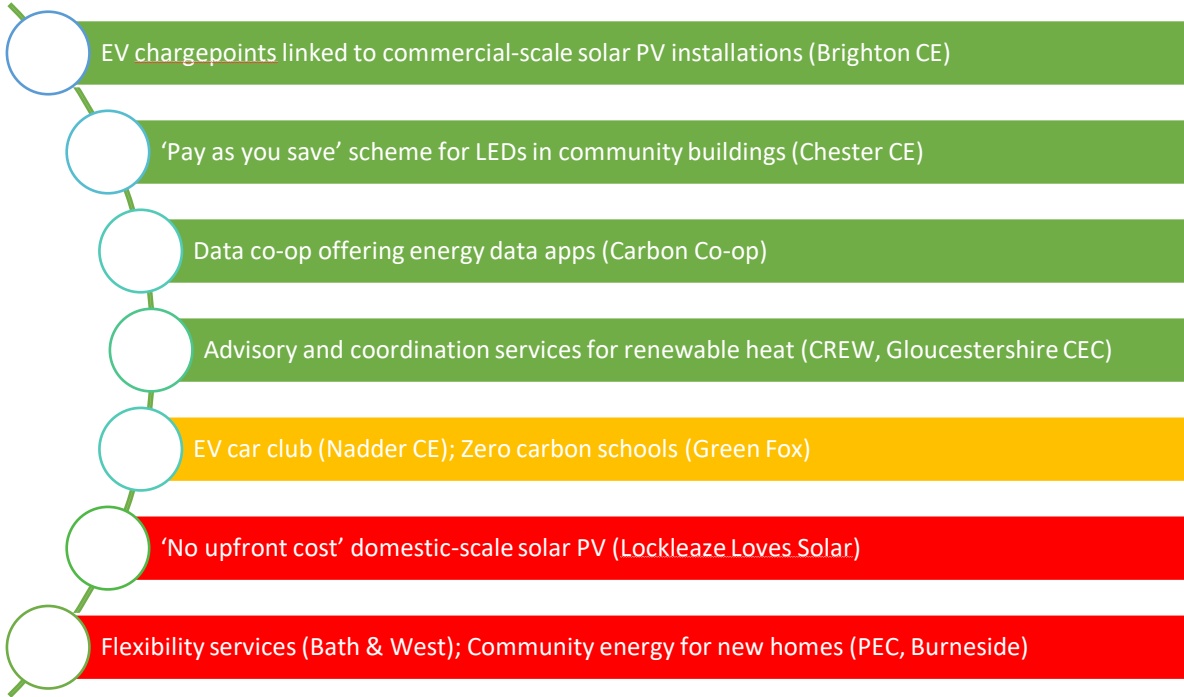 EV chargepoints linked to commercial-scale solar PV installations (Brighton CE)
‘Pay as you save’ scheme for LEDs in community buildings (Chester CE)
Data co-op offering energy data apps (Carbon Co-op)
Advisory and coordination services for renewable heat (CREW, Gloucestershire CEC)
EV car club (Nadder CE); Zero carbon schools (Green Fox)
‘No upfront cost’ domestic-scale solar PV (Lockleaze Loves Solar)
Flexibility services (Bath & West); Community energy for new homes (PEC, Burneside)